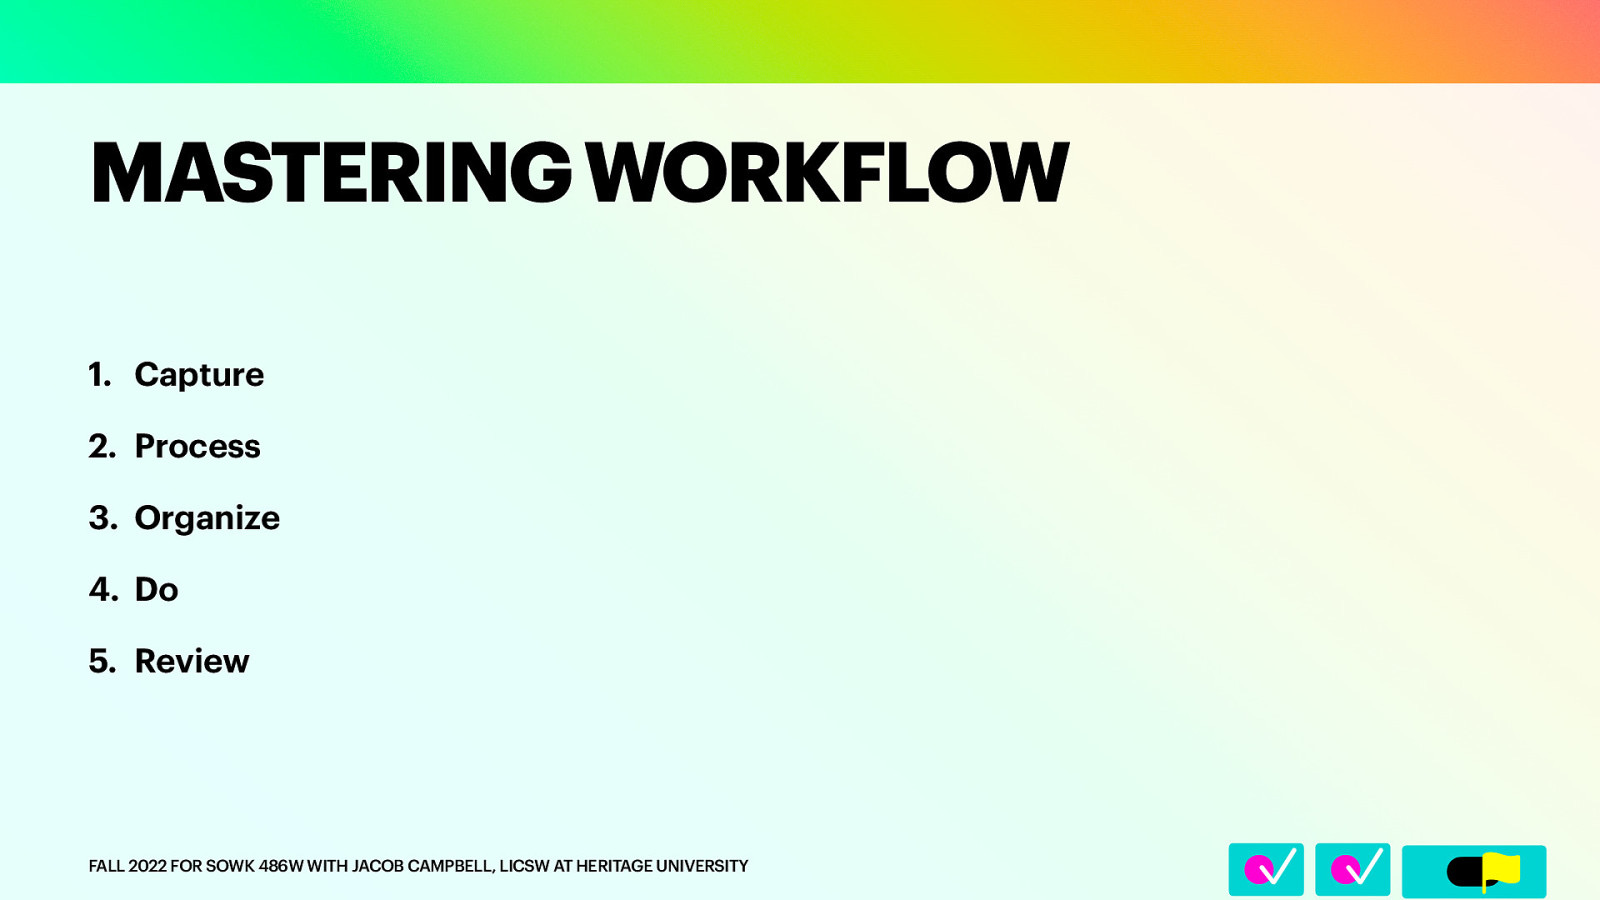 MASTERING WORKFLOW
1. Capture
2. Process
3. Organize
4. Do
5. Review
FALL 2022 FOR SOWK 486W WITH JACOB CAMPBELL, LICSW AT HERITAGE UNIVERSITY